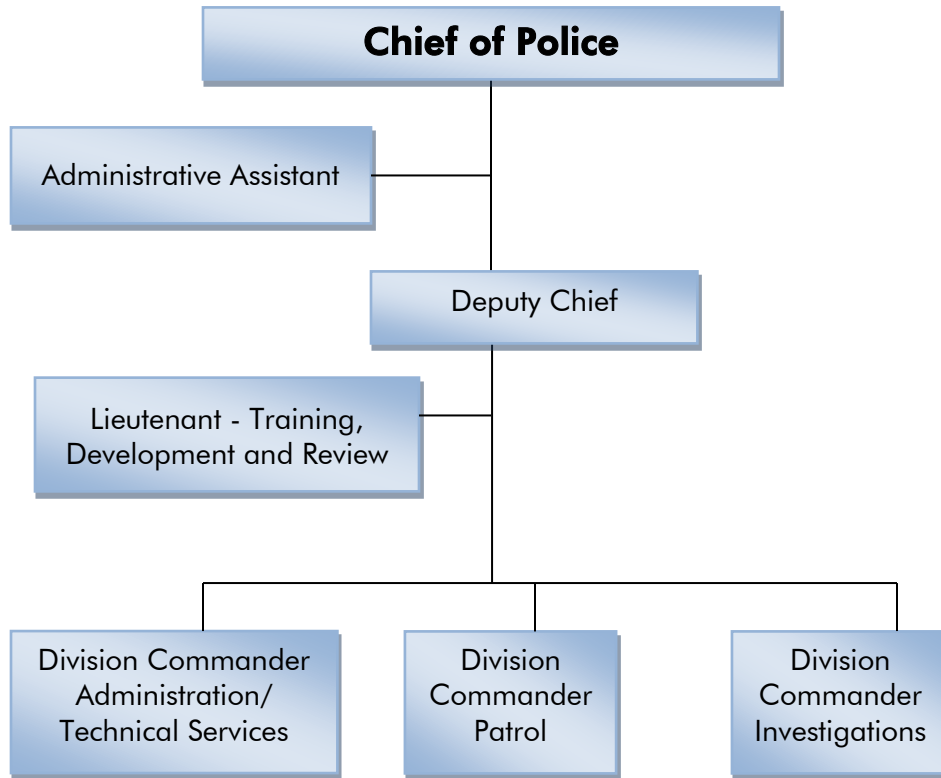 Chief of Police
Administrative Assistant
Deputy Chief
Lieutenant - Training,
Development and Review
Division Commander
Administration/
Technical Services
Division
Commander
Patrol
Division
Commander
Investigations